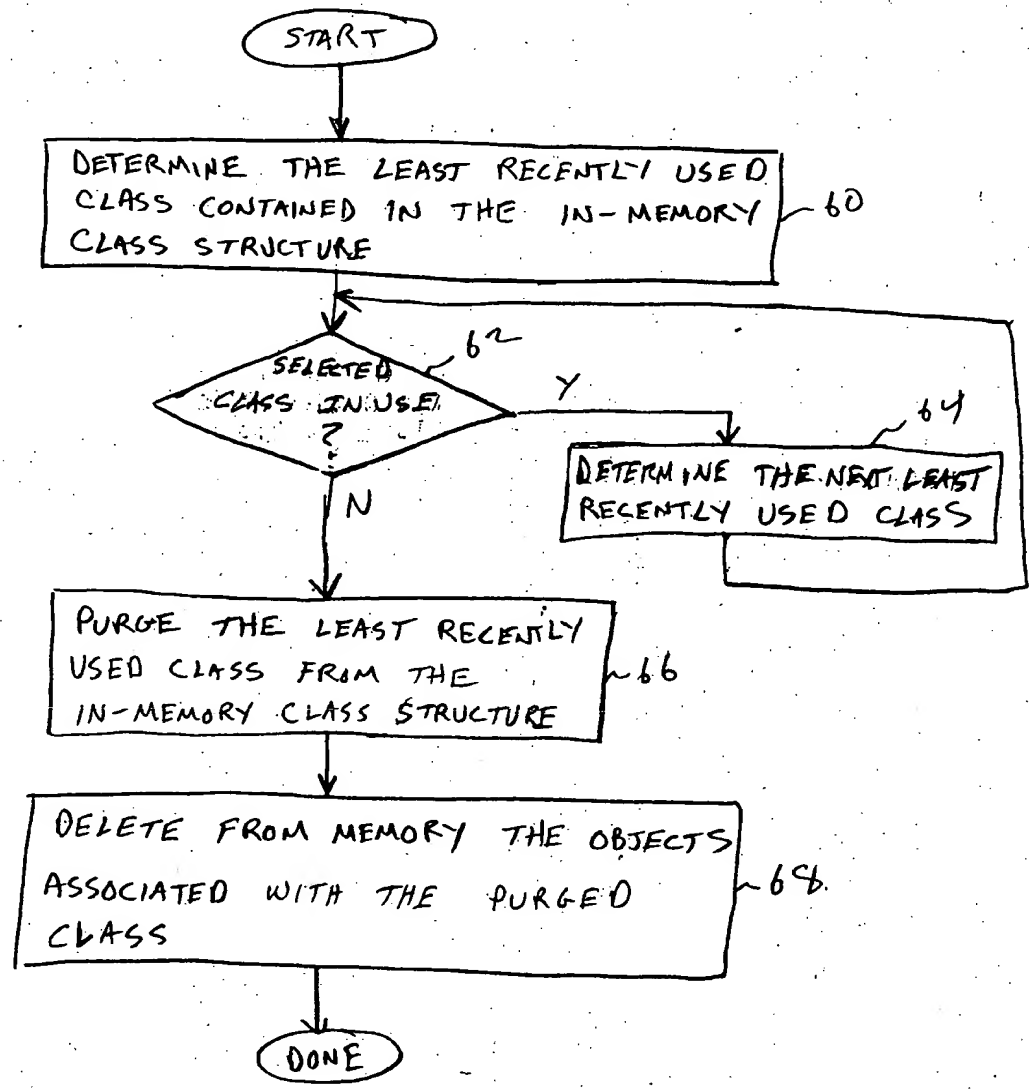 START
DETERMINE THE LEAST RECENTLY USED
CLASS CONTAINED IN THE IN-MEMORY
CLASS STRUCTURE
60
62
SELECTED
CLASS IN USE
?
Y
64
DETERMINE THE NEXT LEAST
RECENTLY USED CLASS
N
PURGE THE LEAST RECENTLY
USED CLASS FROM THE
IN-MEMORY CLASS STRUCTURE
66
DELETE FROM MEMORY THE OBJECTS
ASSOCIATED WITH THE PURGED
CLASS
68
DONE